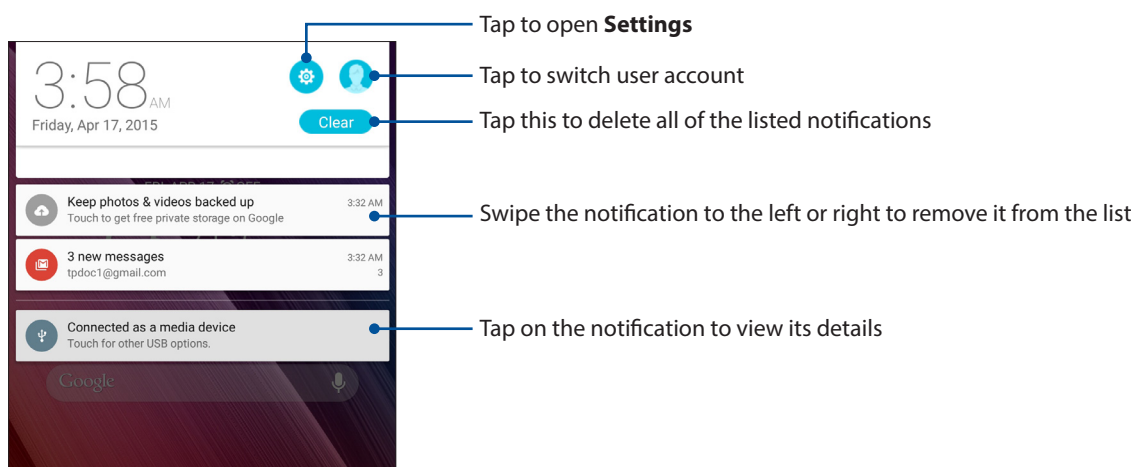 Tap to open Settings
3:58 AM
Tap to switch user account
Friday, Apr 17, 2015
Clear
Tap this to delete all of the listed notifications
Keep photos & videos backed up
3:32 AM
Touch to get free private storage on Google
Swipe the notification to the left or right to remove it from the list
3 new messages
3:32 AM
tpdoc1@gmail.com
3
Connected as a media device
Touch for other USB options.
Tap on the notification to view its details
Google